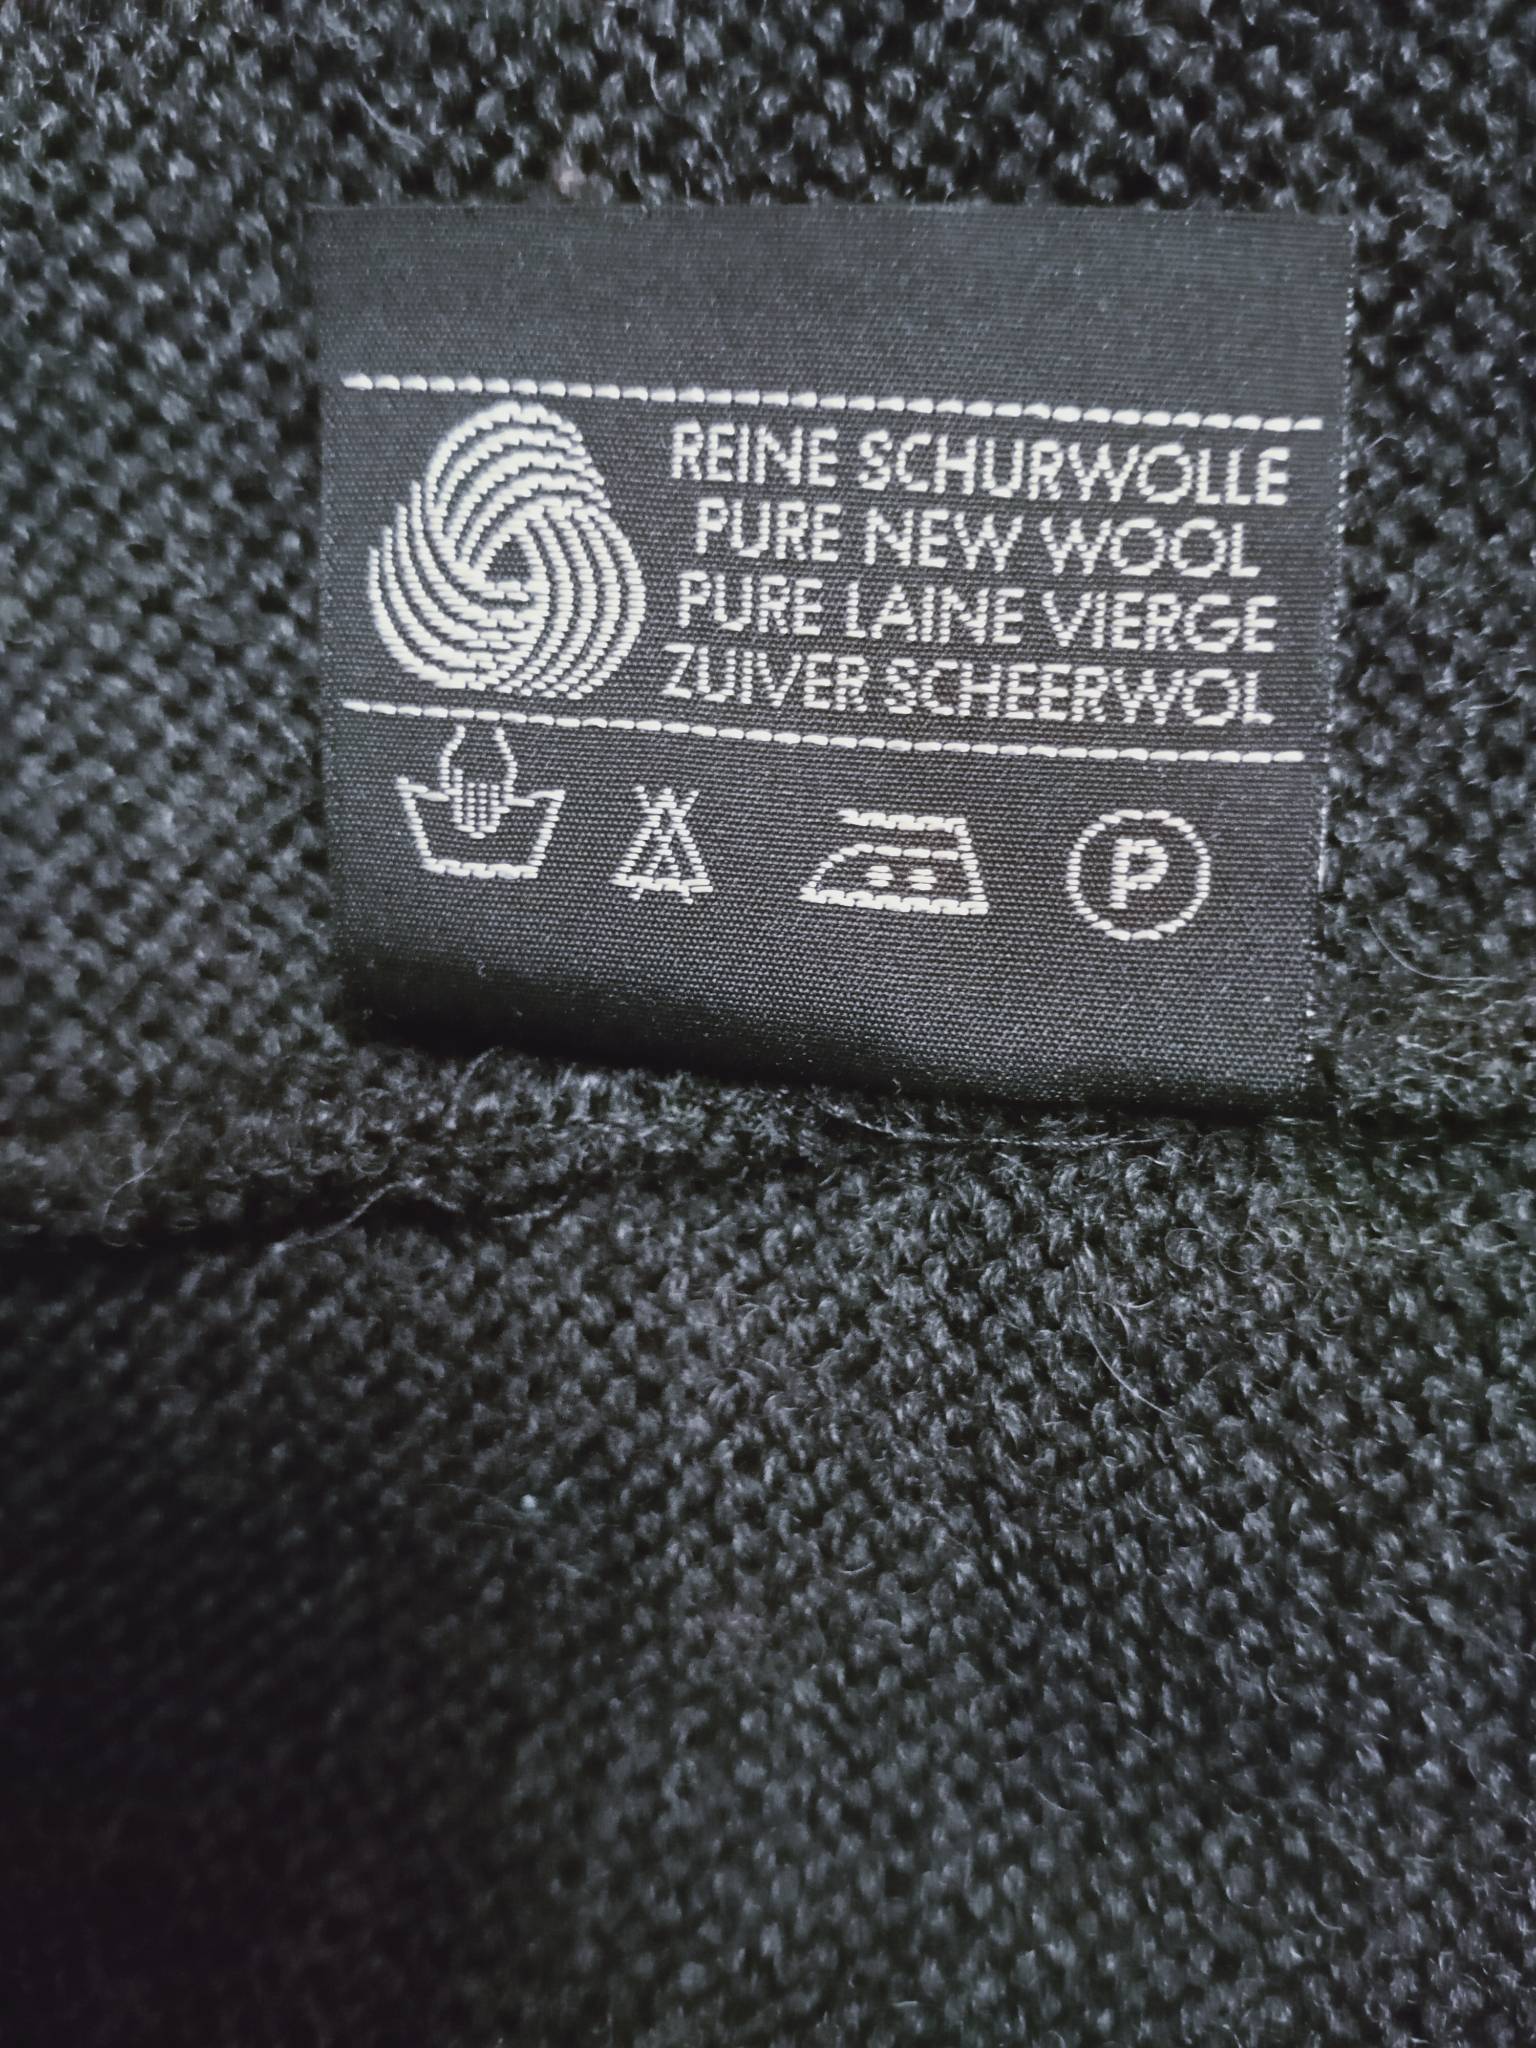 REINE SCHURWOLLE
PURE NEW WOOL
PURE LAINE VIERGE
ZUIVER SCHEERWOL
A P